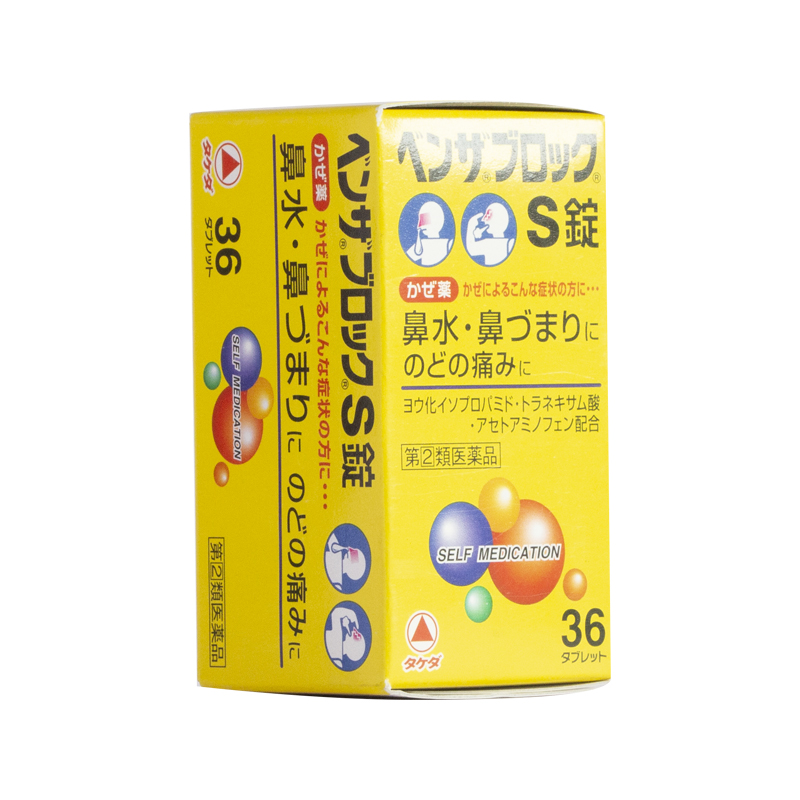 ベンザブロック®
S錠
かぜ薬 かぜによるこんな症状の方に・・・
鼻水・鼻づまりに
のどの痛みに
ヨウ化イソプロパミド・トラネキサム酸
・アセトアミノフェン配合
指②類医薬品
SELF MEDICATION
タケダ
36
タブレット
ベンザブロック®S錠
かぜ薬 かぜによるこんな症状の方に・・・
鼻水・鼻づまりに のどの痛みに
タケダ
36
タブレット
SELF MEDICATION
第②類医薬品